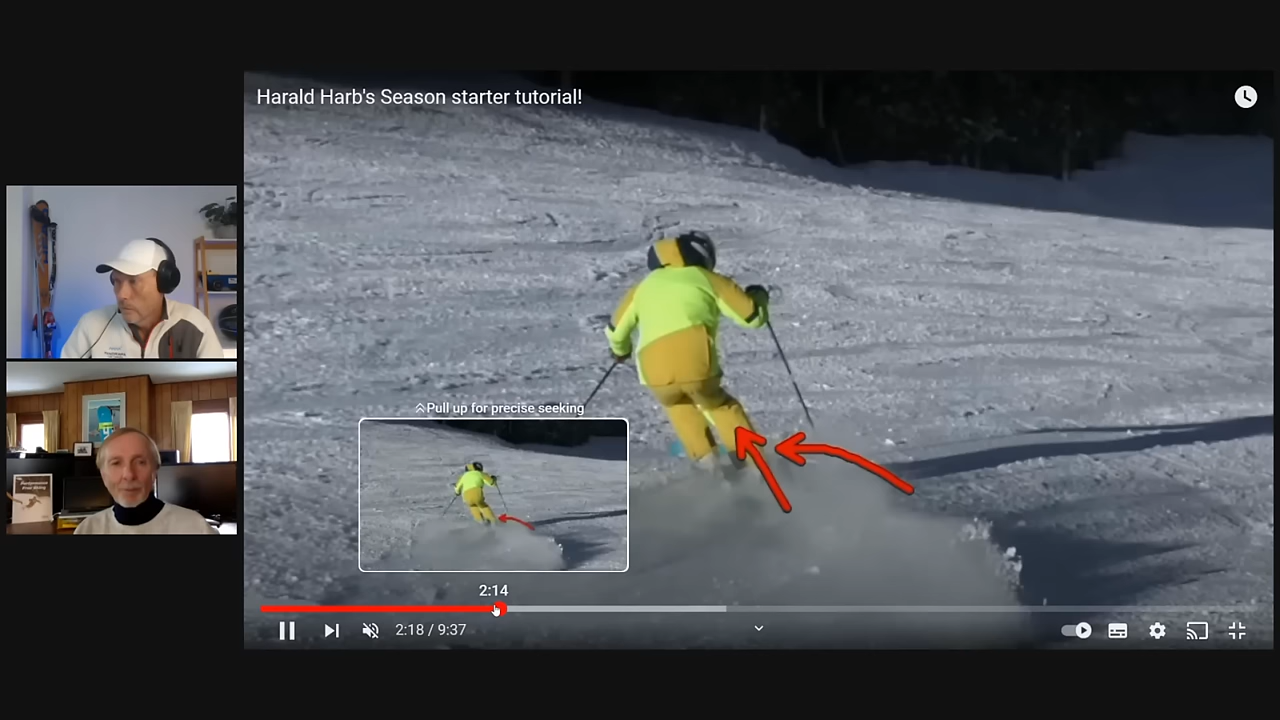 Harald Harb's Season starter tutorial!
Pull up for precise seeking
2:14
2:18 / 9:37